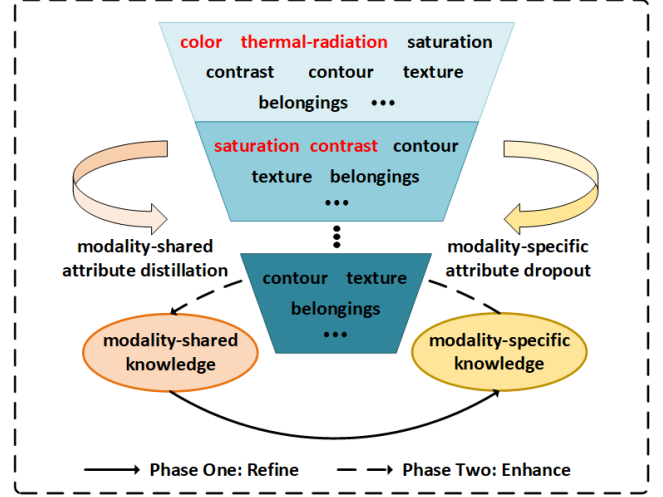 color thermal-radiation saturation
contrast contour texture
belongings •••
saturation contrast contour
texture belongings
•••
modality-shared
attribute distillation
modality-specific
attribute dropout
contour texture
belongings
•••
modality-shared
knowledge
modality-specific
knowledge
Phase One: Refine Phase Two: Enhance